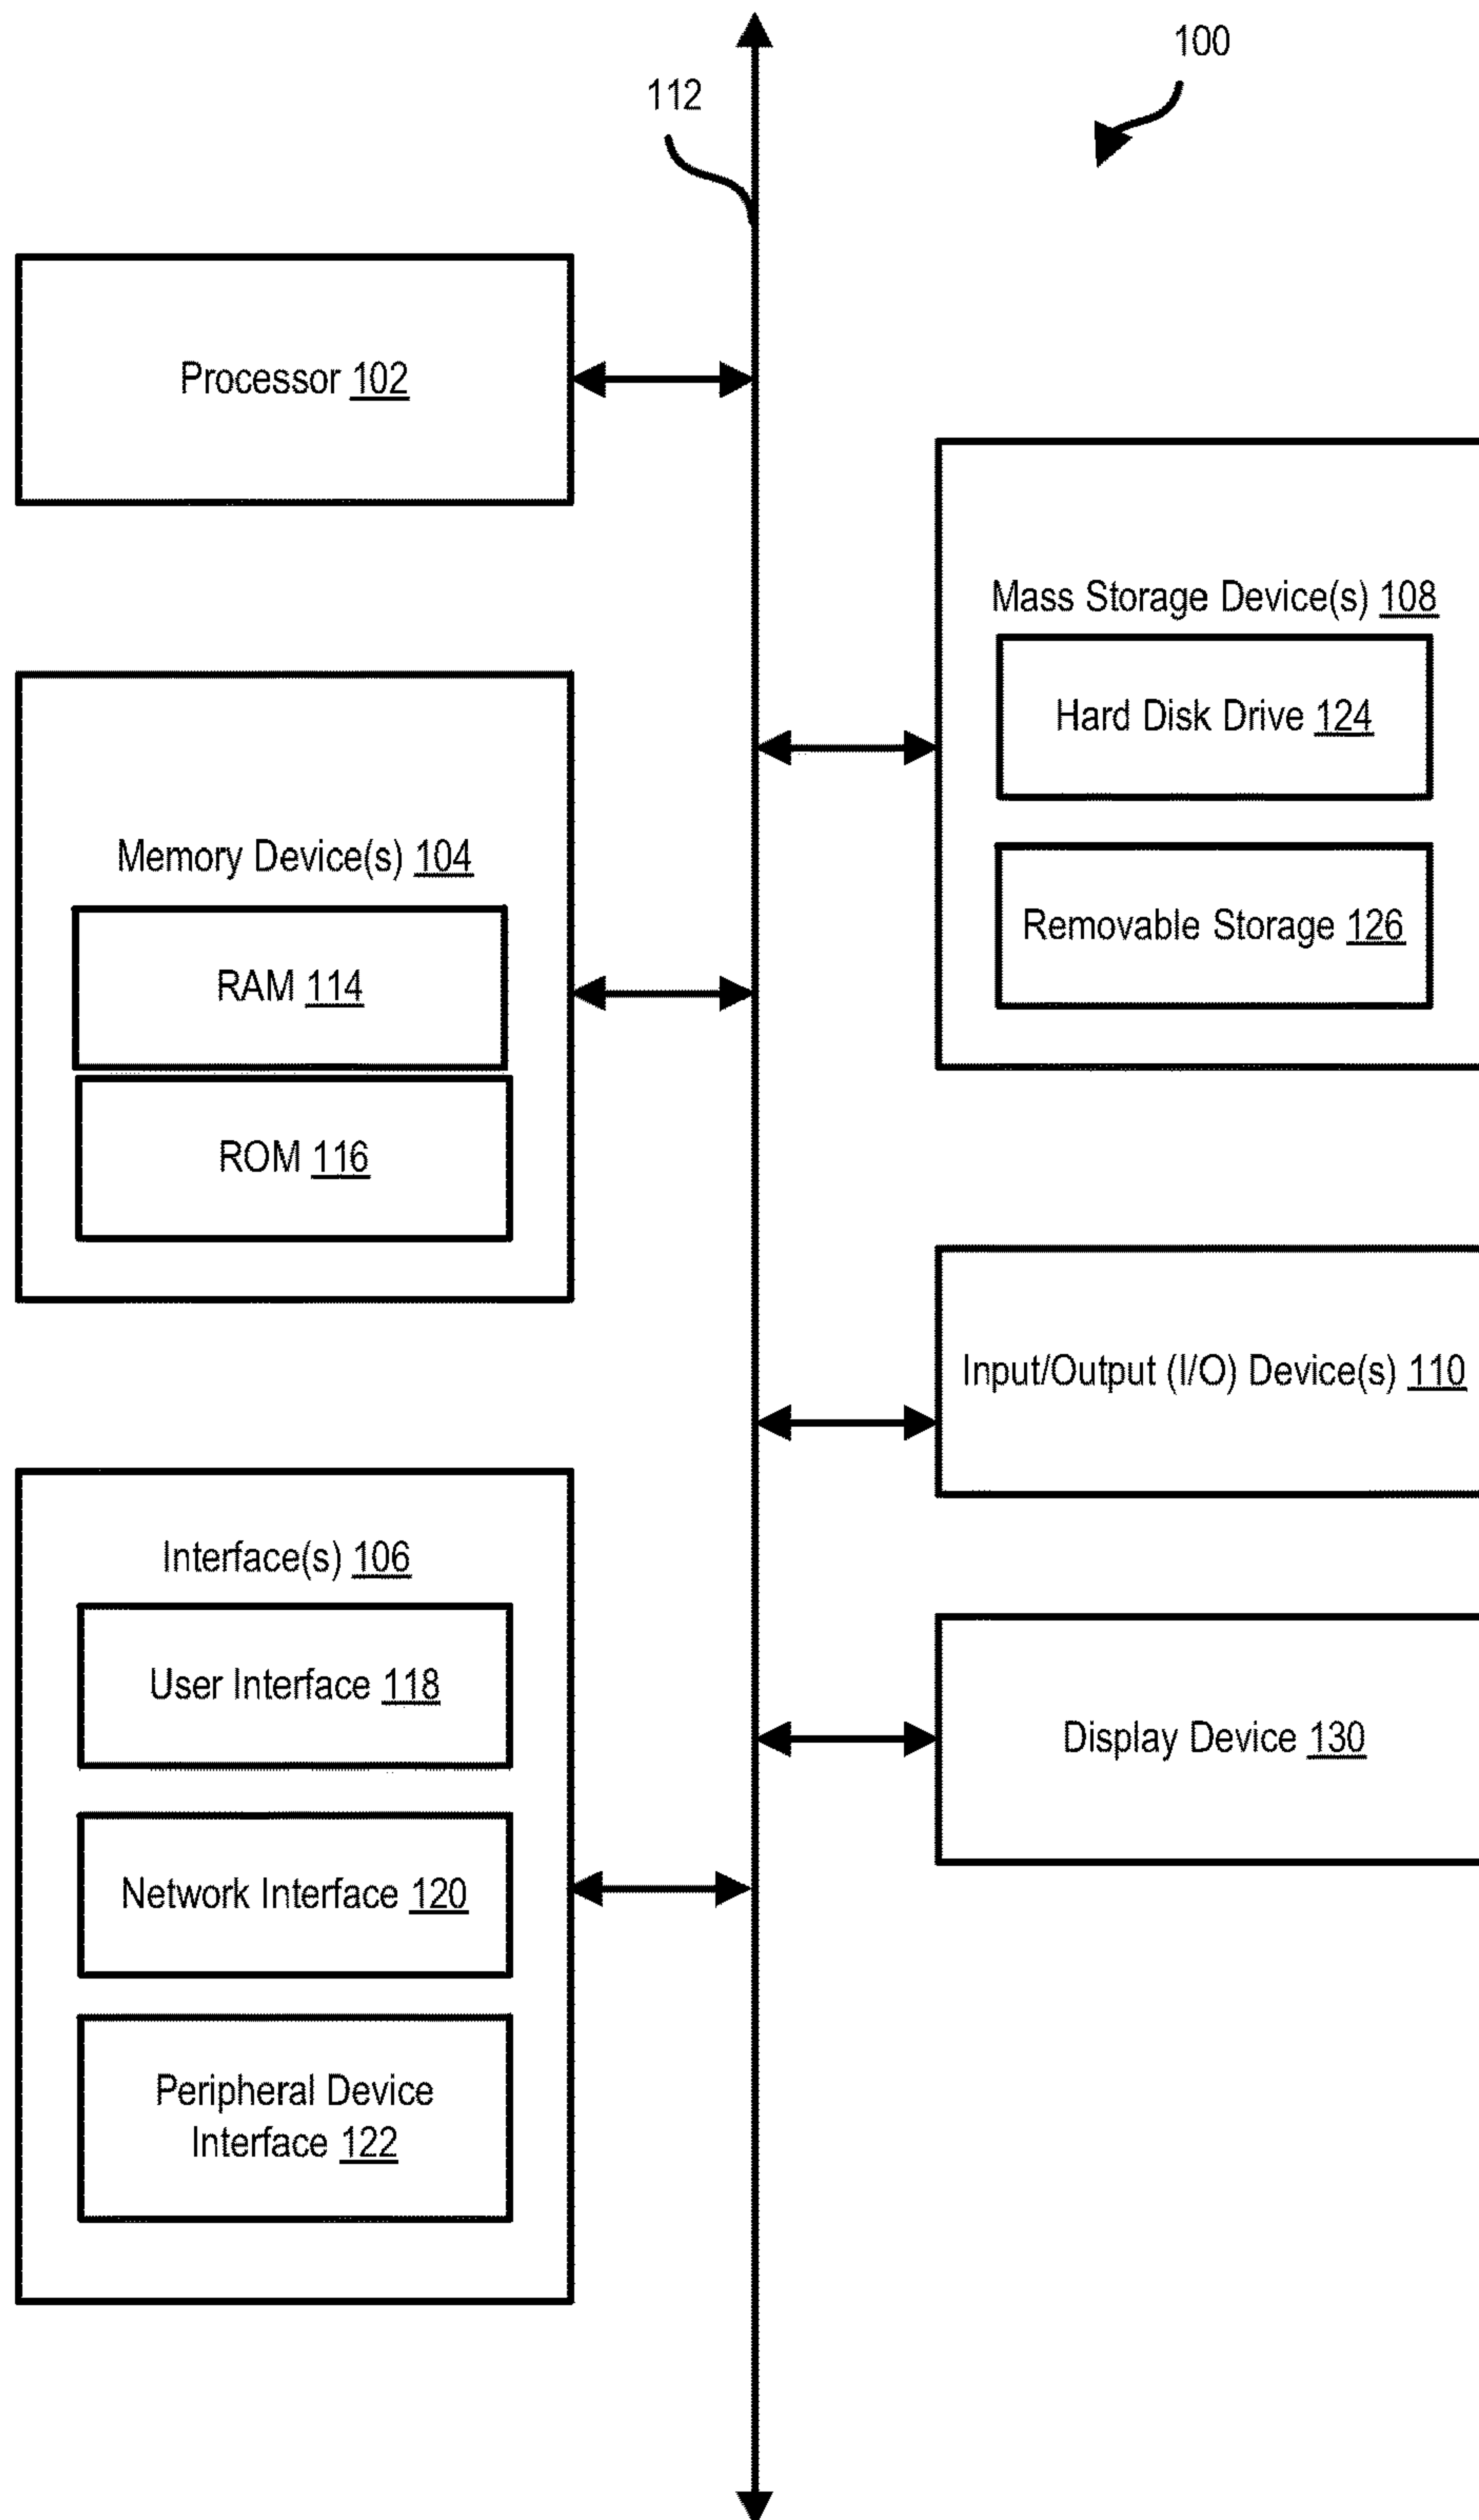 100
112
Processor 102
Mass Storage Device(s) 108
Hard Disk Drive 124
Memory Device(s) 104
Removable Storage 126
RAM 114
ROM 116
Input/Output (I/O) Device(s) 110
Interface(s) 106
User Interface 118
Display Device 130
Network Interface 120
Peripheral Device
Interface 122